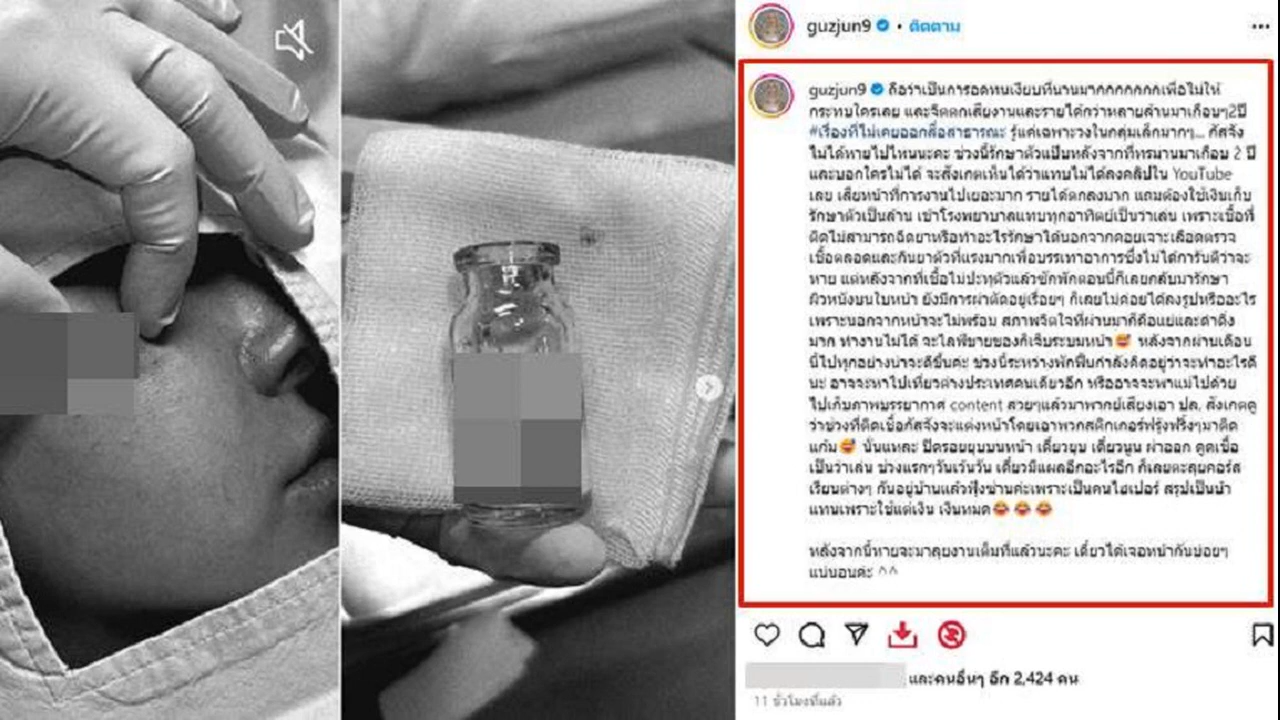 guzjun9 • ติดตาม
guzjun9 ถือว่าเป็นการอดทนเงียบที่นานมากกกกกกกกเพื่อไม่ให้
กระทบใครเลย และจิตตกเสียงานและรายได้กว่าหลายล้านมาเกือบๆ2ปี
#เรื่องที่ไม่เคยออกสื่อสาธารณะ รู้แค่เฉพาะวงในกลุ่มเล็กมากๆ... กัสจัง
ไม่ได้หายไปไหนนะคะ ช่วงนี้รักษาตัวแป๊บหลังจากที่ทรมานมาเกือบ 2 ปี
และบอกใครไม่ได้ จะสังเกตเห็นได้ว่าแทบไม่ได้ลงคลิปใน YouTube
เลย เสียหน้าที่การงานไปเยอะมาก รายได้ตกลงมาก แถมต้องใช้เงินเก็บ
รักษาตัวเป็นล้าน เข้าโรงพยาบาลแทบทุกอาทิตย์เป็นว่าเล่น เพราะเชื้อที่
ติดไม่สามารถฉีดยาหรือทำอะไรรักษาได้นอกจากคอยเจาะเลือดตรวจ
เชื้อตลอดและกินยาตัวที่แรงมากเพื่อบรรเทาอาการซึ่งไม่ได้การันตีว่าจะ
หาย แต่หลังจากที่เชื้อไม่ปะทุตัวแล้วซักพักตอนนี้ก็เลยกลับมารักษา
ผิวหนังบนใบหน้า ยังมีการผ่าตัดอยู่เรื่อยๆ ก็เลยไม่ค่อยได้ลงรูปหรืออะไร
เพราะนอกจากหน้าจะไม่พร้อม สภาพจิตใจที่ผ่านมาก็คือแย่และดำดิ่ง
มาก ทำงานไม่ได้ จะไลฟ์ขายของก็เจ็บระบมหน้า😅 หลังจากผ่านเดือน
นี้ไปทุกอย่างน่าจะดีขึ้นค่ะ ช่วงนี้ระหว่างพักฟื้นกำลังคิดอยู่ว่าจะทำอะไรดี
นะ อาจจะหาไปเที่ยวต่างประเทศคนเดียวอีก หรืออาจจะพาแม่ไปด้วย
ไปเก็บภาพบรรยากาศ content สวยๆแล้วมาพากย์เสียงเอา ปล. สังเกตดู
ว่าช่วงที่ติดเชื้อกัสจังจะแต่งหน้าโดยเอาพวกสติกเกอร์ฟรุ้งฟริ้งๆมาติด
แก้ม😅 นั่นแหละ ปิดรอยยุบบนหน้า เดี๋ยวยุบ เดี๋ยวนูน ผ่าออก ดูดเชื้อ
เป็นว่าเล่น ช่วงแรกๆวันเว้นวัน เดี๋ยวมีแผลอีกอะไรอีก ก็เลยตะลุยคอร์ส
เรียนต่างๆ กันอยู่บ้านแล้วฟุ้งซ่านค่ะเพราะเป็นคนไฮเปอร์ สรุปเป็นบ้า
แทนเพราะใช้แต่เงิน เงินหมด😂😂😂
หลังจากนี้หายจะมาลุยงานเต็มที่แล้วนะคะ เดี๋ยวได้เจอหน้ากันบ่อยๆ
แน่นอนค่ะ ^^
และคนอื่นๆ อีก 2,424 คน
11 ชั่วโมงที่แล้ว